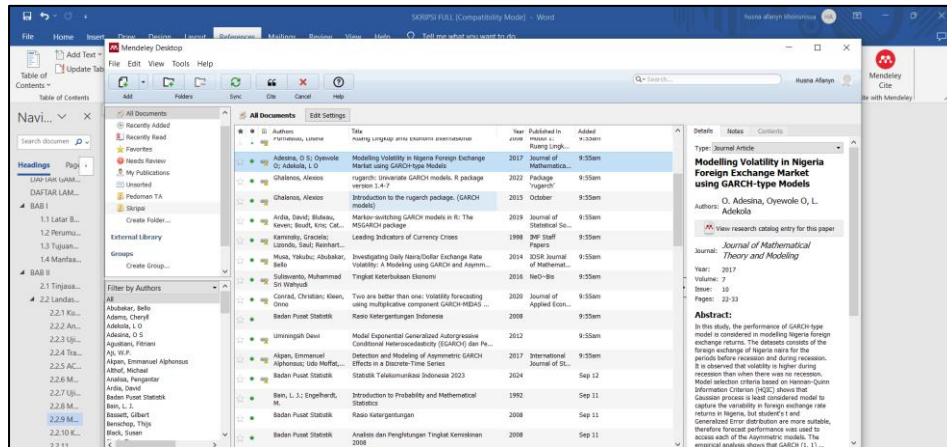 SKRIPSI FULL [Compatibility Mode] - Word
husna afanyn khoirunissa
HA
File Home Insert Draw Design Layout References Mailings Review View Help Tell me what you want to do
Table of Contents
Add Text
Update Tab
Table of Contents
Mendeley Cite
Cite with Mendeley
Navi...
Search docum
Headings Pag
DAFTAR GAM...
DAFTAR LAM...
BAB I
1.1 Latar B...
1.2 Perumu...
1.3 Tujuan...
1.4 Manfaa...
BAB II
2.1 Tinjaua...
2.2 Landas...
2.2.1 Ku...
2.2.2 An...
2.2.3 Uji...
2.2.4 Tra...
2.2.5 AC...
2.2.6 M...
2.2.7 Uji...
2.2.8 M...
2.2.9 M...
2.2.10 K...
2.2.11
Mendeley Desktop
File Edit View Tools Help
Add Folders Sync Cite Cancel Help
Search...
Husna Afanyn
All Documents
Recently Added
Recently Read
Favorites
Needs Review
My Publications
Unsorted
Pedoman TA
Skripsi
Create Folder...
External Library
Groups
Create Group...
Filter by Authors
All
Abubakar, Bello
Adams, Cheryll
Adekola, L O
Adesina, O S
Agustiani, Fitriani
Aji, W.P.
Akpan, Emmanuel Alphonsus
Althof, Michael
Analisa, Pengantar
Ardia, David
Badan Pusat Statistik
Bain, L. J.
Bassett, Gilbert
Benschop, Thijs
Black, Susan
All Documents Edit Settings
Authors Title Year Published In Added
Purnastuti, Losina Ruang Lingkup Ilmu Ekonomi Internasional 2008 Modul 1: Ruang Lingk... 9:55am
Adesina, O S; Oyewole O; Adekola, L O Modelling Volatility in Nigeria Foreign Exchange Market using GARCH-type Models 2017 Journal of Mathematica... 9:55am
Ghalanos, Alexios rugarch: Univariate GARCH models. R package version 1.4-7 2022 Package 'rugarch' 9:55am
Ghalanos, Alexios Introduction to the rugarch package. (GARCH models) 2015 October 9:55am
Ardia, David; Bluteau, Keven; Boudt, Kris; Cat... Markov-switching GARCH models in R: The MSGARCH package 2019 Journal of Statistical So... 9:55am
Kaminsky, Graciela; Lizondo, Saul; Reinhart... Leading Indicators of Currency Crises 1998 IMF Staff Papers 9:55am
Musa, Yakubu; Abubakar, Bello Investigating Daily Naira/Dollar Exchange Rate Volatility: A Modeling using GARCH and Asymm... 2014 IOSR Journal of Mathemat... 9:55am
Suliswanto, Muhammad Sri Wahyudi Tingkat Keterbukaan Ekonomi 2016 NeO~Bis 9:55am
Conrad, Christian; Kleen, Onno Two are better than one: Volatility forecasting using multiplicative component GARCH-MIDAS ... 2020 Journal of Applied Econ... 9:55am
Badan Pusat Statistik Rasio Ketergantungan Indonesia 2008 9:55am
Uminingsih Dewi Model Exponential Generalized Autoregressive Conditional Heteroscedasticity (EGARCH) dan Pe... 2012 9:55am
Akpan, Emmanuel Alphonsus; Udo Moffat,... Detection and Modeling of Asymmetric GARCH Effects in a Discrete-Time Series 2017 International Journal of St... 9:55am
Badan Pusat Statistik Statistik Telekomunikasi Indonesia 2023 2024 Sep 12
Bain, L. J.; Engelhardt, M. Introduction to Probability and Mathematical Statistics 1992 Sep 11
Badan Pusat Statistik Rasio Ketergantungan 2008 Sep 11
Badan Pusat Statistik Analisis dan Penghitungan Tingkat Kemiskinan 2008 2008 Sep 11
Details Notes Contents
Type: Journal Article
Modelling Volatility in Nigeria
Foreign Exchange Market
using GARCH-type Models
Authors: O. Adesina, Oyewole O, L.
Adekola
View research catalog entry for this paper
Journal: Journal of Mathematical
Theory and Modeling
Year: 2017
Volume: 7
Issue: 10
Pages: 22-33
Abstract:
In this study, the performance of GARCH-type
model is considered in modelling Nigeria foreign
exchange returns. The datasets consists of the
foreign exchange of Nigeria naira for the
periods before recession and during recession.
It is observed that volatility is higher during
recession than when there was no recession.
Model selection criteria based on Hannan-Quinn
Information Criterion (HQIC) shows that
Gaussian process is least considered model to
capture the variability in foreign exchange rate
returns in Nigeria, but student's t and
Generalized Error distribution are more suitable,
therefore forecast performance was used to
access each of the Asymmetric models. The
empirical analysis shows that GARCH (1, 1) ...